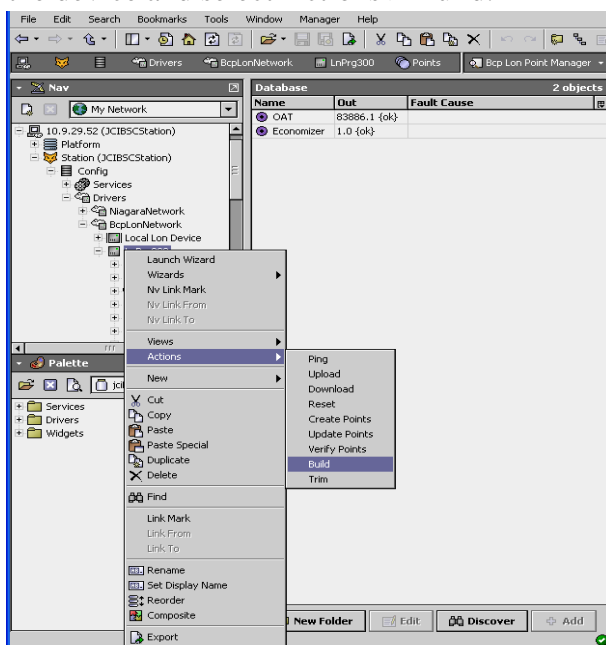 File Edit Search Bookmarks Tools Window Manager Help
Drivers BcpLonNetwork LnPrg300 Points Bcp Lon Point Manager
Nav
My Network
10.9.29.52 (JCIBSCStation)
Platform
Station (JCIBSCStation)
Config
Services
Drivers
NiagaraNetwork
BcpLonNetwork
Local Lon Device
Database 2 objects
Name Out Fault Cause
OAT 83886.1 {ok}
Economizer 1.0 {ok}
Launch Wizard
Wizards
Nv Link Mark
Nv Link From
Nv Link To
Views
Actions
New
Cut
Copy
Paste
Paste Special
Duplicate
Delete
Find
Link Mark
Link From
Link To
Rename
Set Display Name
Reorder
Composite
Export
Ping
Upload
Download
Reset
Create Points
Update Points
Verify Points
Build
Trim
Palette
Services
Drivers
Widgets
New Folder Edit Discover Add